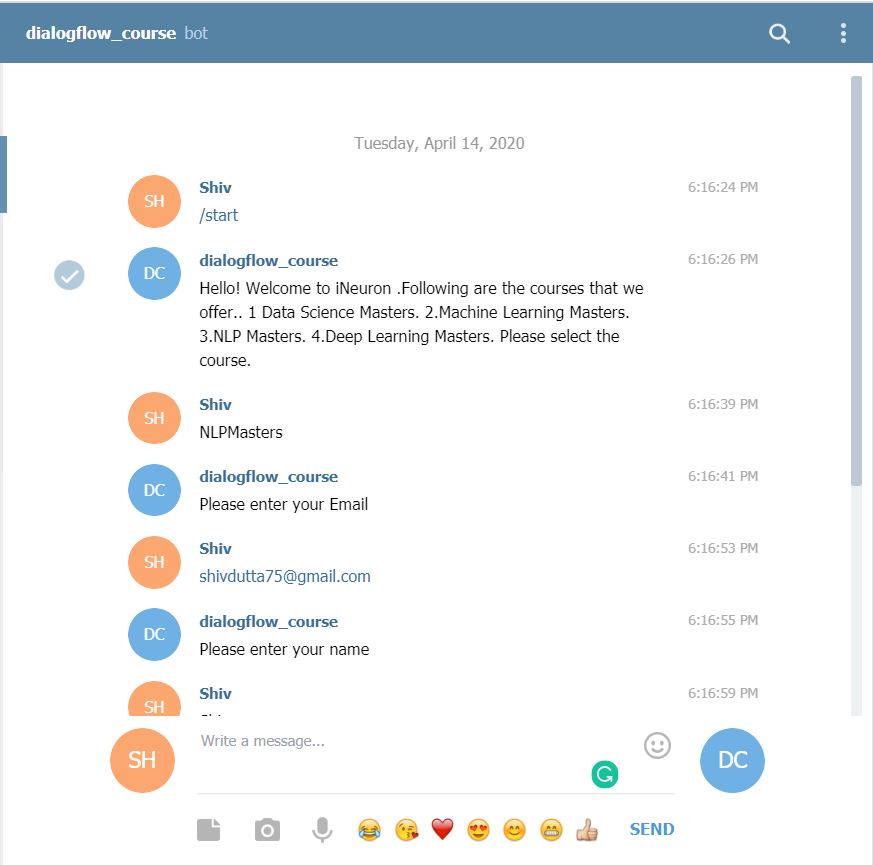 dialogflow_course bot
Tuesday, April 14, 2020
SH
Shiv
6:16:24 PM
/start
DC
dialogflow_course
6:16:26 PM
Hello! Welcome to iNeuron .Following are the courses that we
offer.. 1 Data Science Masters. 2.Machine Learning Masters.
3.NLP Masters. 4.Deep Learning Masters. Please select the
course.
SH
Shiv
6:16:39 PM
NLPMasters
DC
dialogflow_course
6:16:41 PM
Please enter your Email
SH
Shiv
6:16:53 PM
shivdutta75@gmail.com
DC
dialogflow_course
6:16:55 PM
Please enter your name
SH
Shiv
6:16:59 PM
SH
Write a message...
DC
SEND